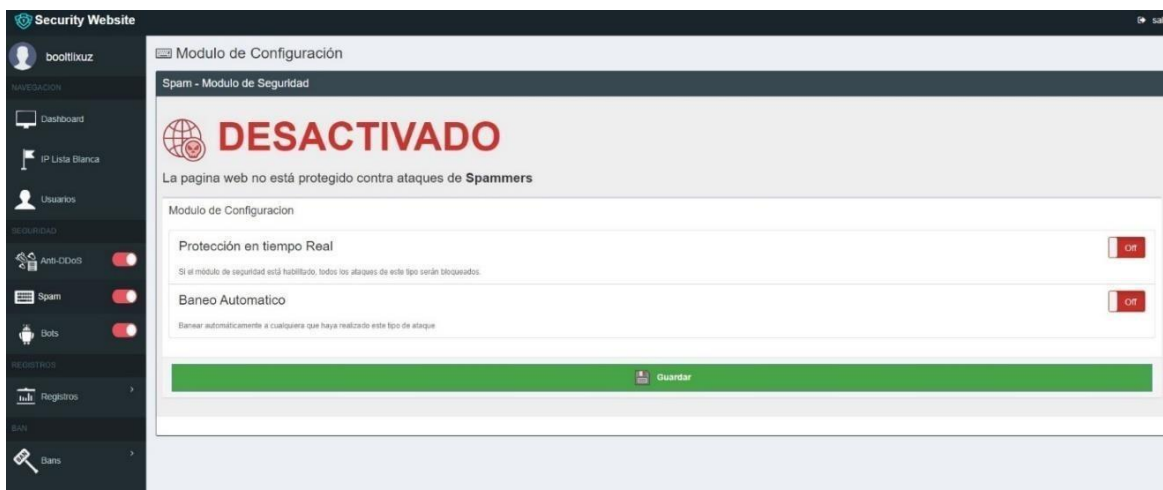 Security Website
sal
booltlixuz
NAVEGACION
Dashboard
IP Lista Blanca
Usuarios
SEGURIDAD
Anti-DDoS
Spam
Bots
REGISTROS
Registros
BAN
Bans
Modulo de Configuración
Spam - Modulo de Seguridad
DESACTIVADO
La pagina web no está protegido contra ataques de Spammers
Modulo de Configuracion
Protección en tiempo Real
Off
Si el módulo de seguridad está habilitado, todos los ataques de este tipo serán bloqueados.
Baneo Automatico
Off
Banear automáticamente a cualquiera que haya realizado este tipo de ataque
Guardar